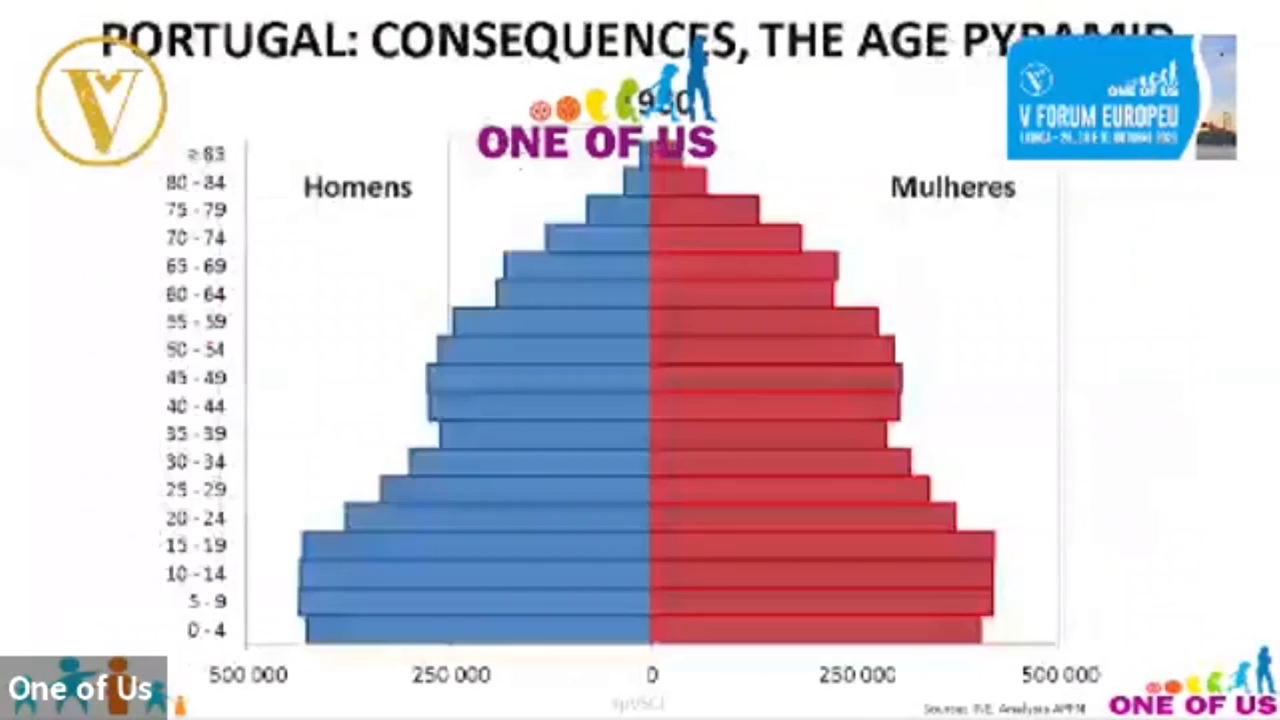 PORTUGAL: CONSEQUENCES, THE AGE PYRAMID
V
ONE OF US
ONE OF US
V FORUM EUROPEU
Homens
Mulheres
80 - 84
75 - 79
70 - 74
65 - 69
60 - 64
55 - 59
50 - 54
45 - 49
40 - 44
35 - 39
30 - 34
25 - 29
20 - 24
15 - 19
10 - 14
5 - 9
0 - 4
500 000
250 000
0
250 000
500 000
One of Us
ONE OF US